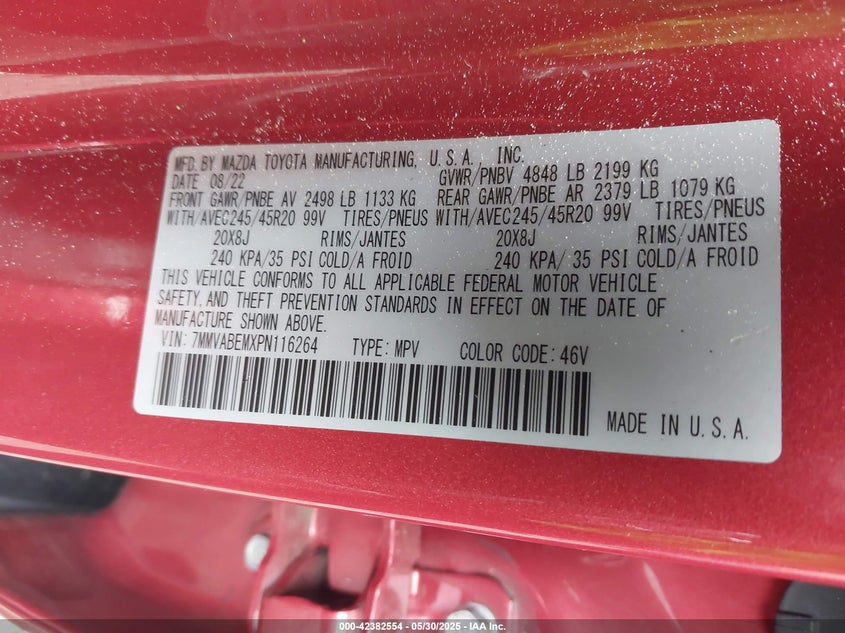 MFD. BY MAZDA TOYOTA MANUFACTURING, U.S.A., INC.
DATE 08/22 GVWR/PNBV 4848 LB 2199 KG
FRONT GAWR/PNBE AV 2498 LB 1133 KG REAR GAWR/PNBE AR 2379 LB 1079 KG
WITH/AVEC245/45R20 99V TIRES/PNEUS WITH/AVEC245/45R20 99V TIRES/PNEUS
20X8J RIMS/JANTES 20X8J RIMS/JANTES
240 KPA/35 PSI COLD/A FROID 240 KPA/ 35 PSI COLD/A FROID
THIS VEHICLE CONFORMS TO ALL APPLICABLE FEDERAL MOTOR VEHICLE
SAFETY, AND THEFT PREVENTION STANDARDS IN EFFECT ON THE DATE OF
MANUFACTURE SHOWN ABOVE.
VIN: 7MMVABEMXPN116264 TYPE: MPV COLOR CODE: 46V
MADE IN U.S.A.
000-42382554 - 05/30/2025 - IAA Inc.